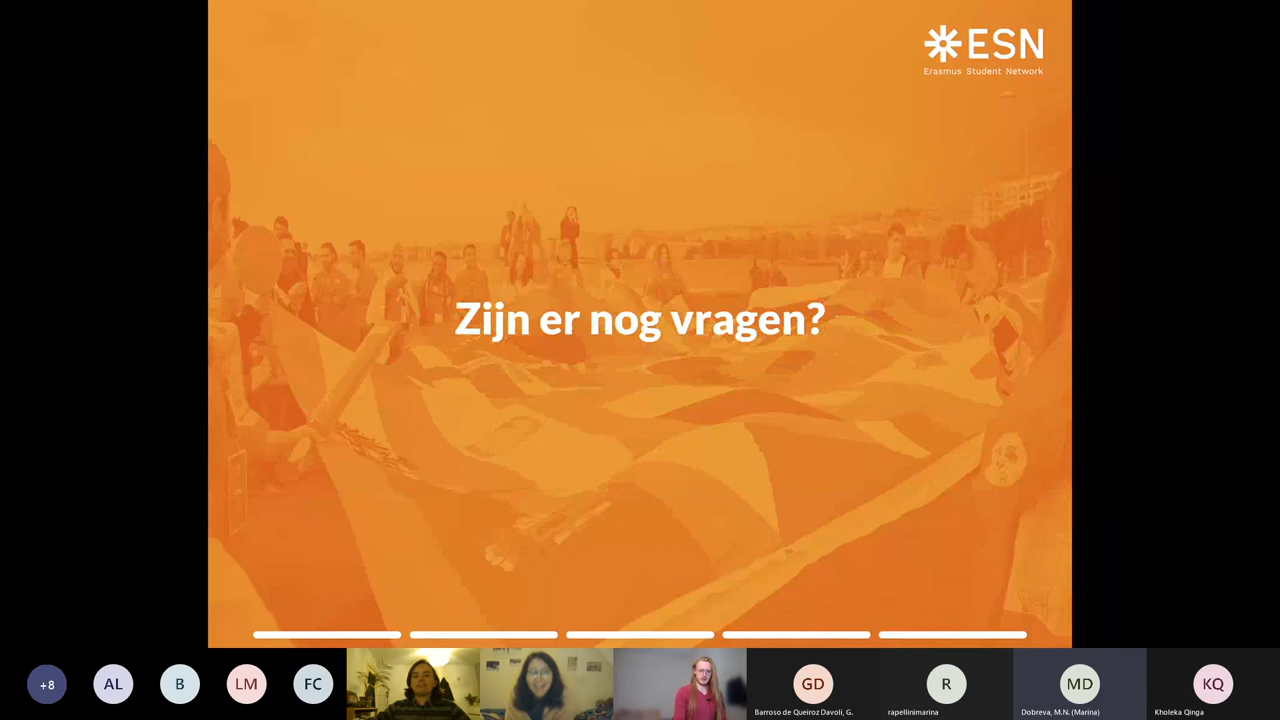 ESN
Erasmus Student Network
Zijn er nog vragen?
+8
AL
B
LM
FC
GD
R
MD
KQ
Barroso de Queiroz Davoli, G.
rapellinimarina
Dobreva, M.N. (Marina)
Kholeka Qinga